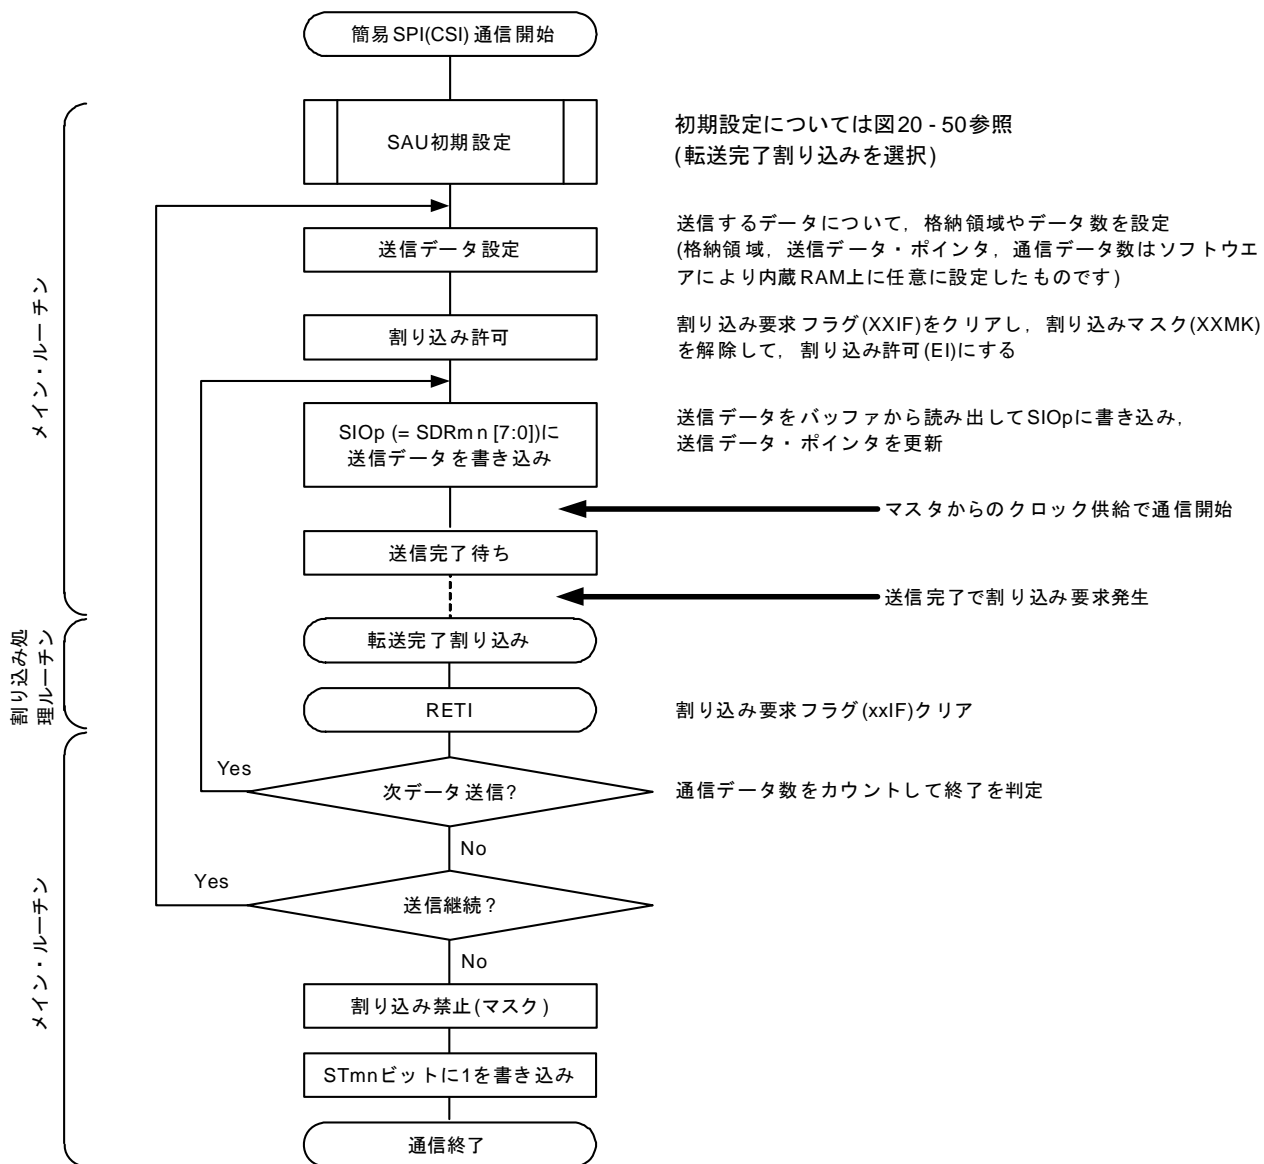 簡易SPI(CSI)通信開始
SAU初期設定
初期設定については図20 - 50参照
(転送完了割り込みを選択)
送信データ設定
送信するデータについて，格納領域やデータ数を設定
(格納領域，送信データ・ポインタ，通信データ数はソフトウエ
アにより内蔵RAM上に任意に設定したものです)
割り込み許可
割り込み要求フラグ(XXIF)をクリアし，割り込みマスク(XXMK)
を解除して，割り込み許可(EI)にする
メイン・ルーチン
SIOp (= SDRmn [7:0])に
送信データを書き込み
送信データをバッファから読み出してSIOpに書き込み，
送信データ・ポインタを更新
マスタからのクロック供給で通信開始
送信完了待ち
送信完了で割り込み要求発生
割り込み処
理ルーチン
転送完了割り込み
RETI
割り込み要求フラグ(xxIF)クリア
Yes
次データ送信?
通信データ数をカウントして終了を判定
No
Yes
送信継続?
No
メイン・ルーチン
割り込み禁止(マスク)
STmnビットに1を書き込み
通信終了